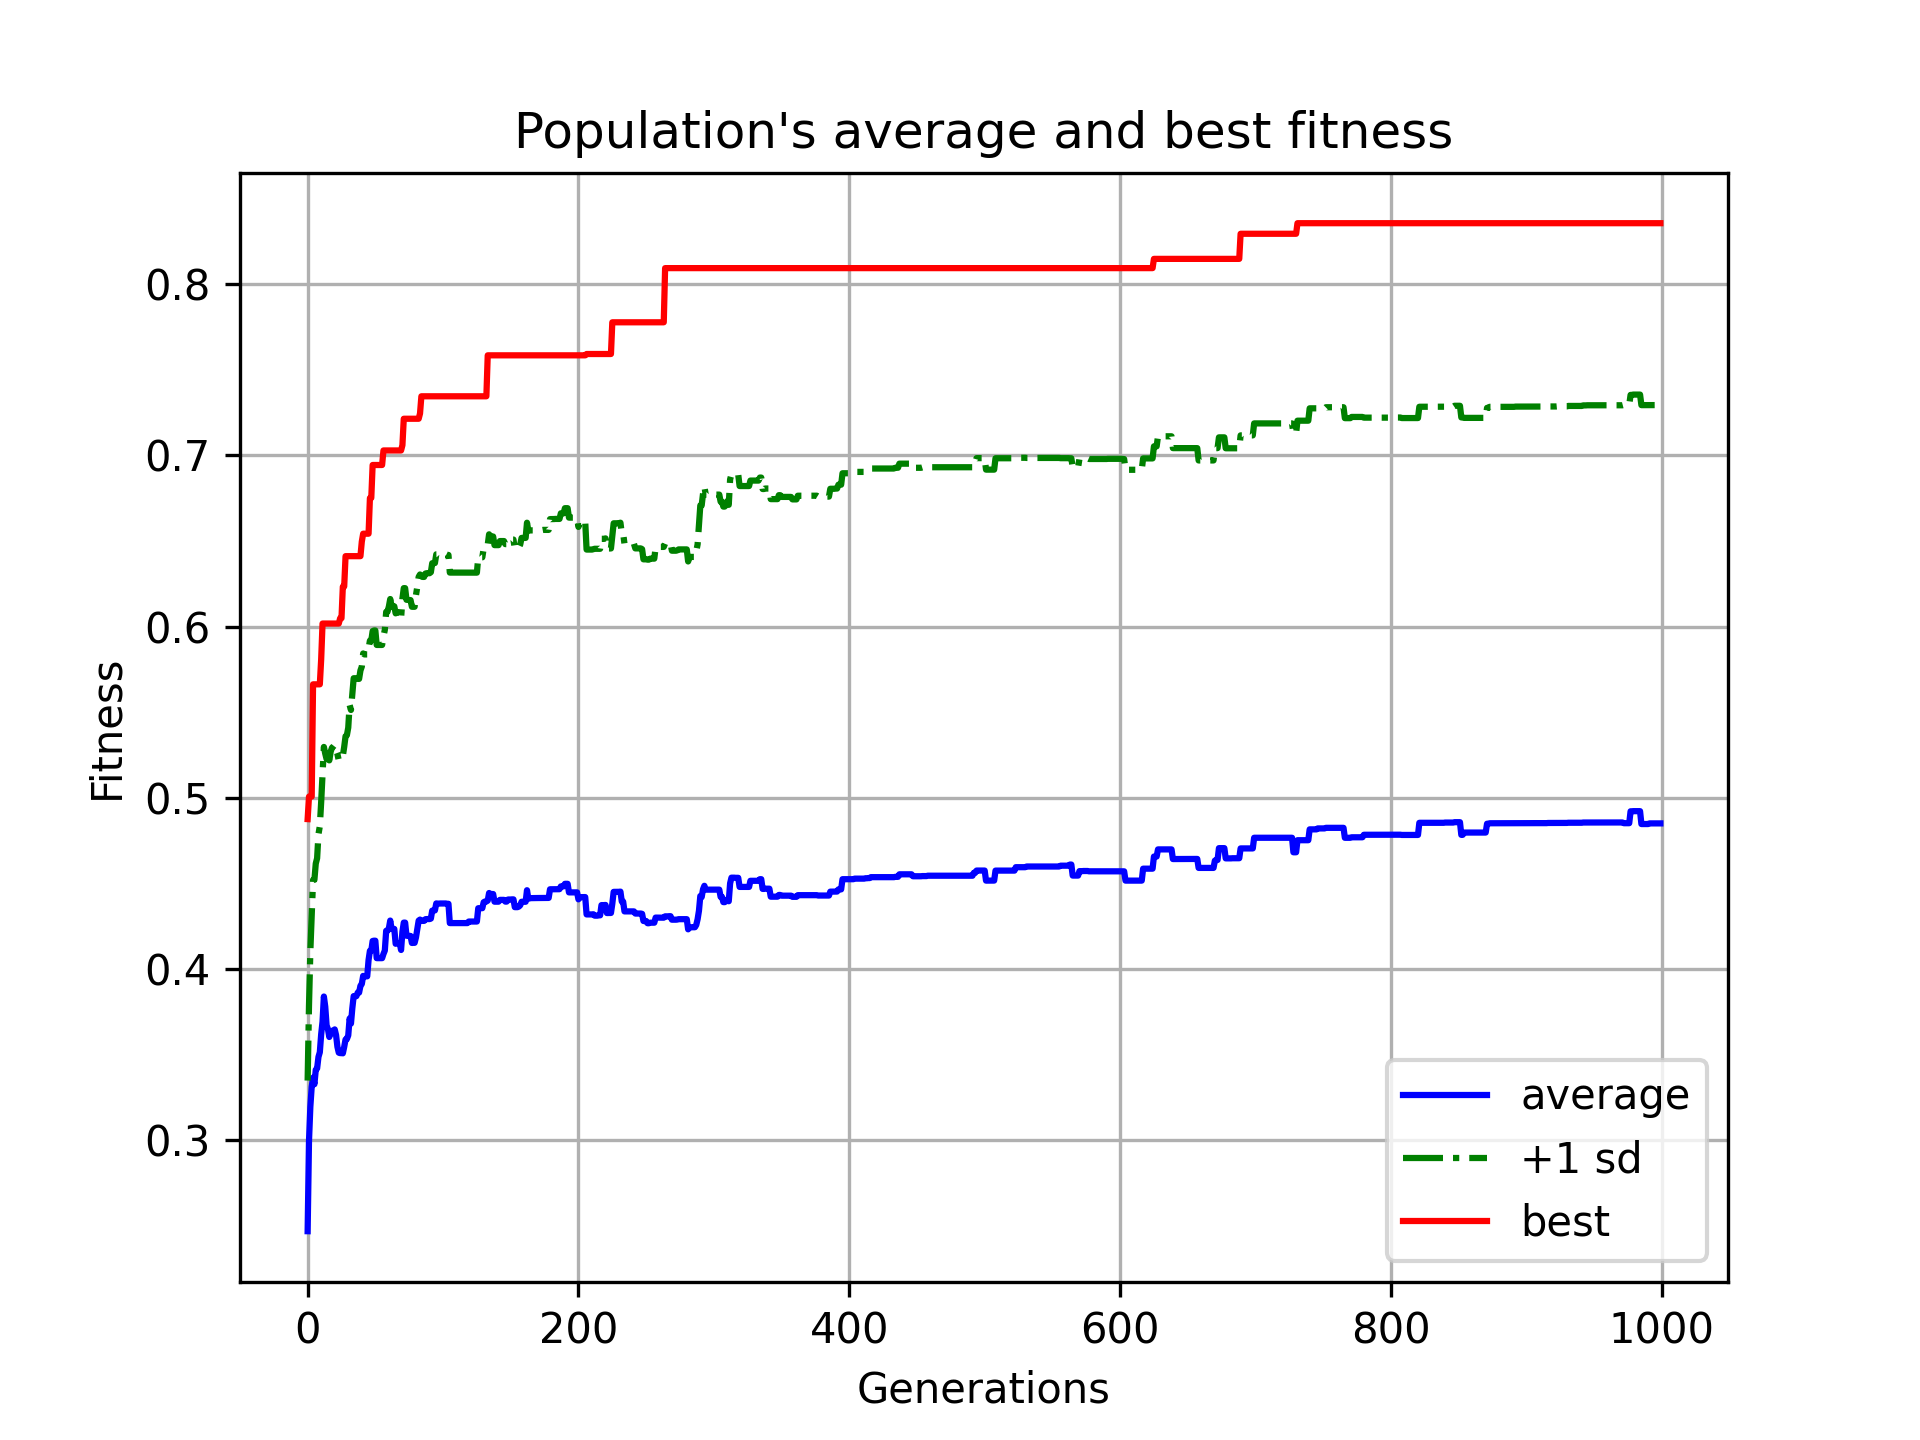 Population's average and best fitness
Fitness
0.8
0.7
0.6
0.5
0.4
0.3
0 200 400 600 800 1000
Generations
average
+1 sd
best